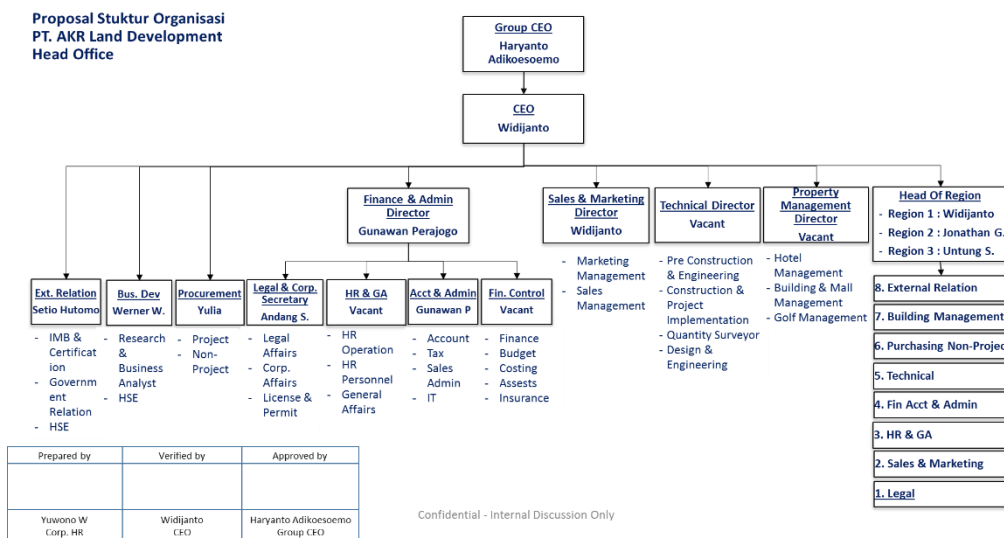 Proposal Stuktur Organisasi
PT. AKR Land Development
Head Office
Group CEO
Haryanto
Adikoesoemo
CEO
Widijanto
Finance & Admin
Director
Gunawan Perajogo
Sales & Marketing
Director
Widijanto
Technical Director
Vacant
Property
Management
Director
Vacant
Head Of Region
- Region 1 : Widijanto
- Region 2 : Jonathan G.
- Region 3 : Untung S.
- Marketing
Management
- Sales
Management
- Pre Construction
& Engineering
- Construction &
Project
Implementation
- Quantity Surveyor
- Design &
Engineering
- Hotel
Management
- Building & Mall
Management
- Golf Management
8. External Relation
7. Building Management
6. Purchasing Non-Project
5. Technical
4. Fin Acct & Admin
3. HR & GA
2. Sales & Marketing
1. Legal
Ext. Relation
Setio Hutomo
- IMB &
Certificat
ion
- Governm
ent
Relation
- HSE
Bus. Dev
Werner W.
- Research
&
Business
Analyst
- HSE
Procurement
Yulia
- Project
- Non-
Project
Legal & Corp.
Secretary
Andang S.
- Legal
Affairs
- Corp.
Affairs
- License &
Permit
HR & GA
Vacant
- HR
Operation
- HR
Personnel
- General
Affairs
Acct & Admin
Gunawan P
- Account
- Tax
- Sales
Admin
- IT
Fin. Control
Vacant
- Finance
- Budget
- Costing
- Assests
- Insurance
Prepared by
Verified by
Approved by
Yuwono W
Corp. HR
Widijanto
CEO
Haryanto Adikoesoemo
Group CEO
Confidential - Internal Discussion Only